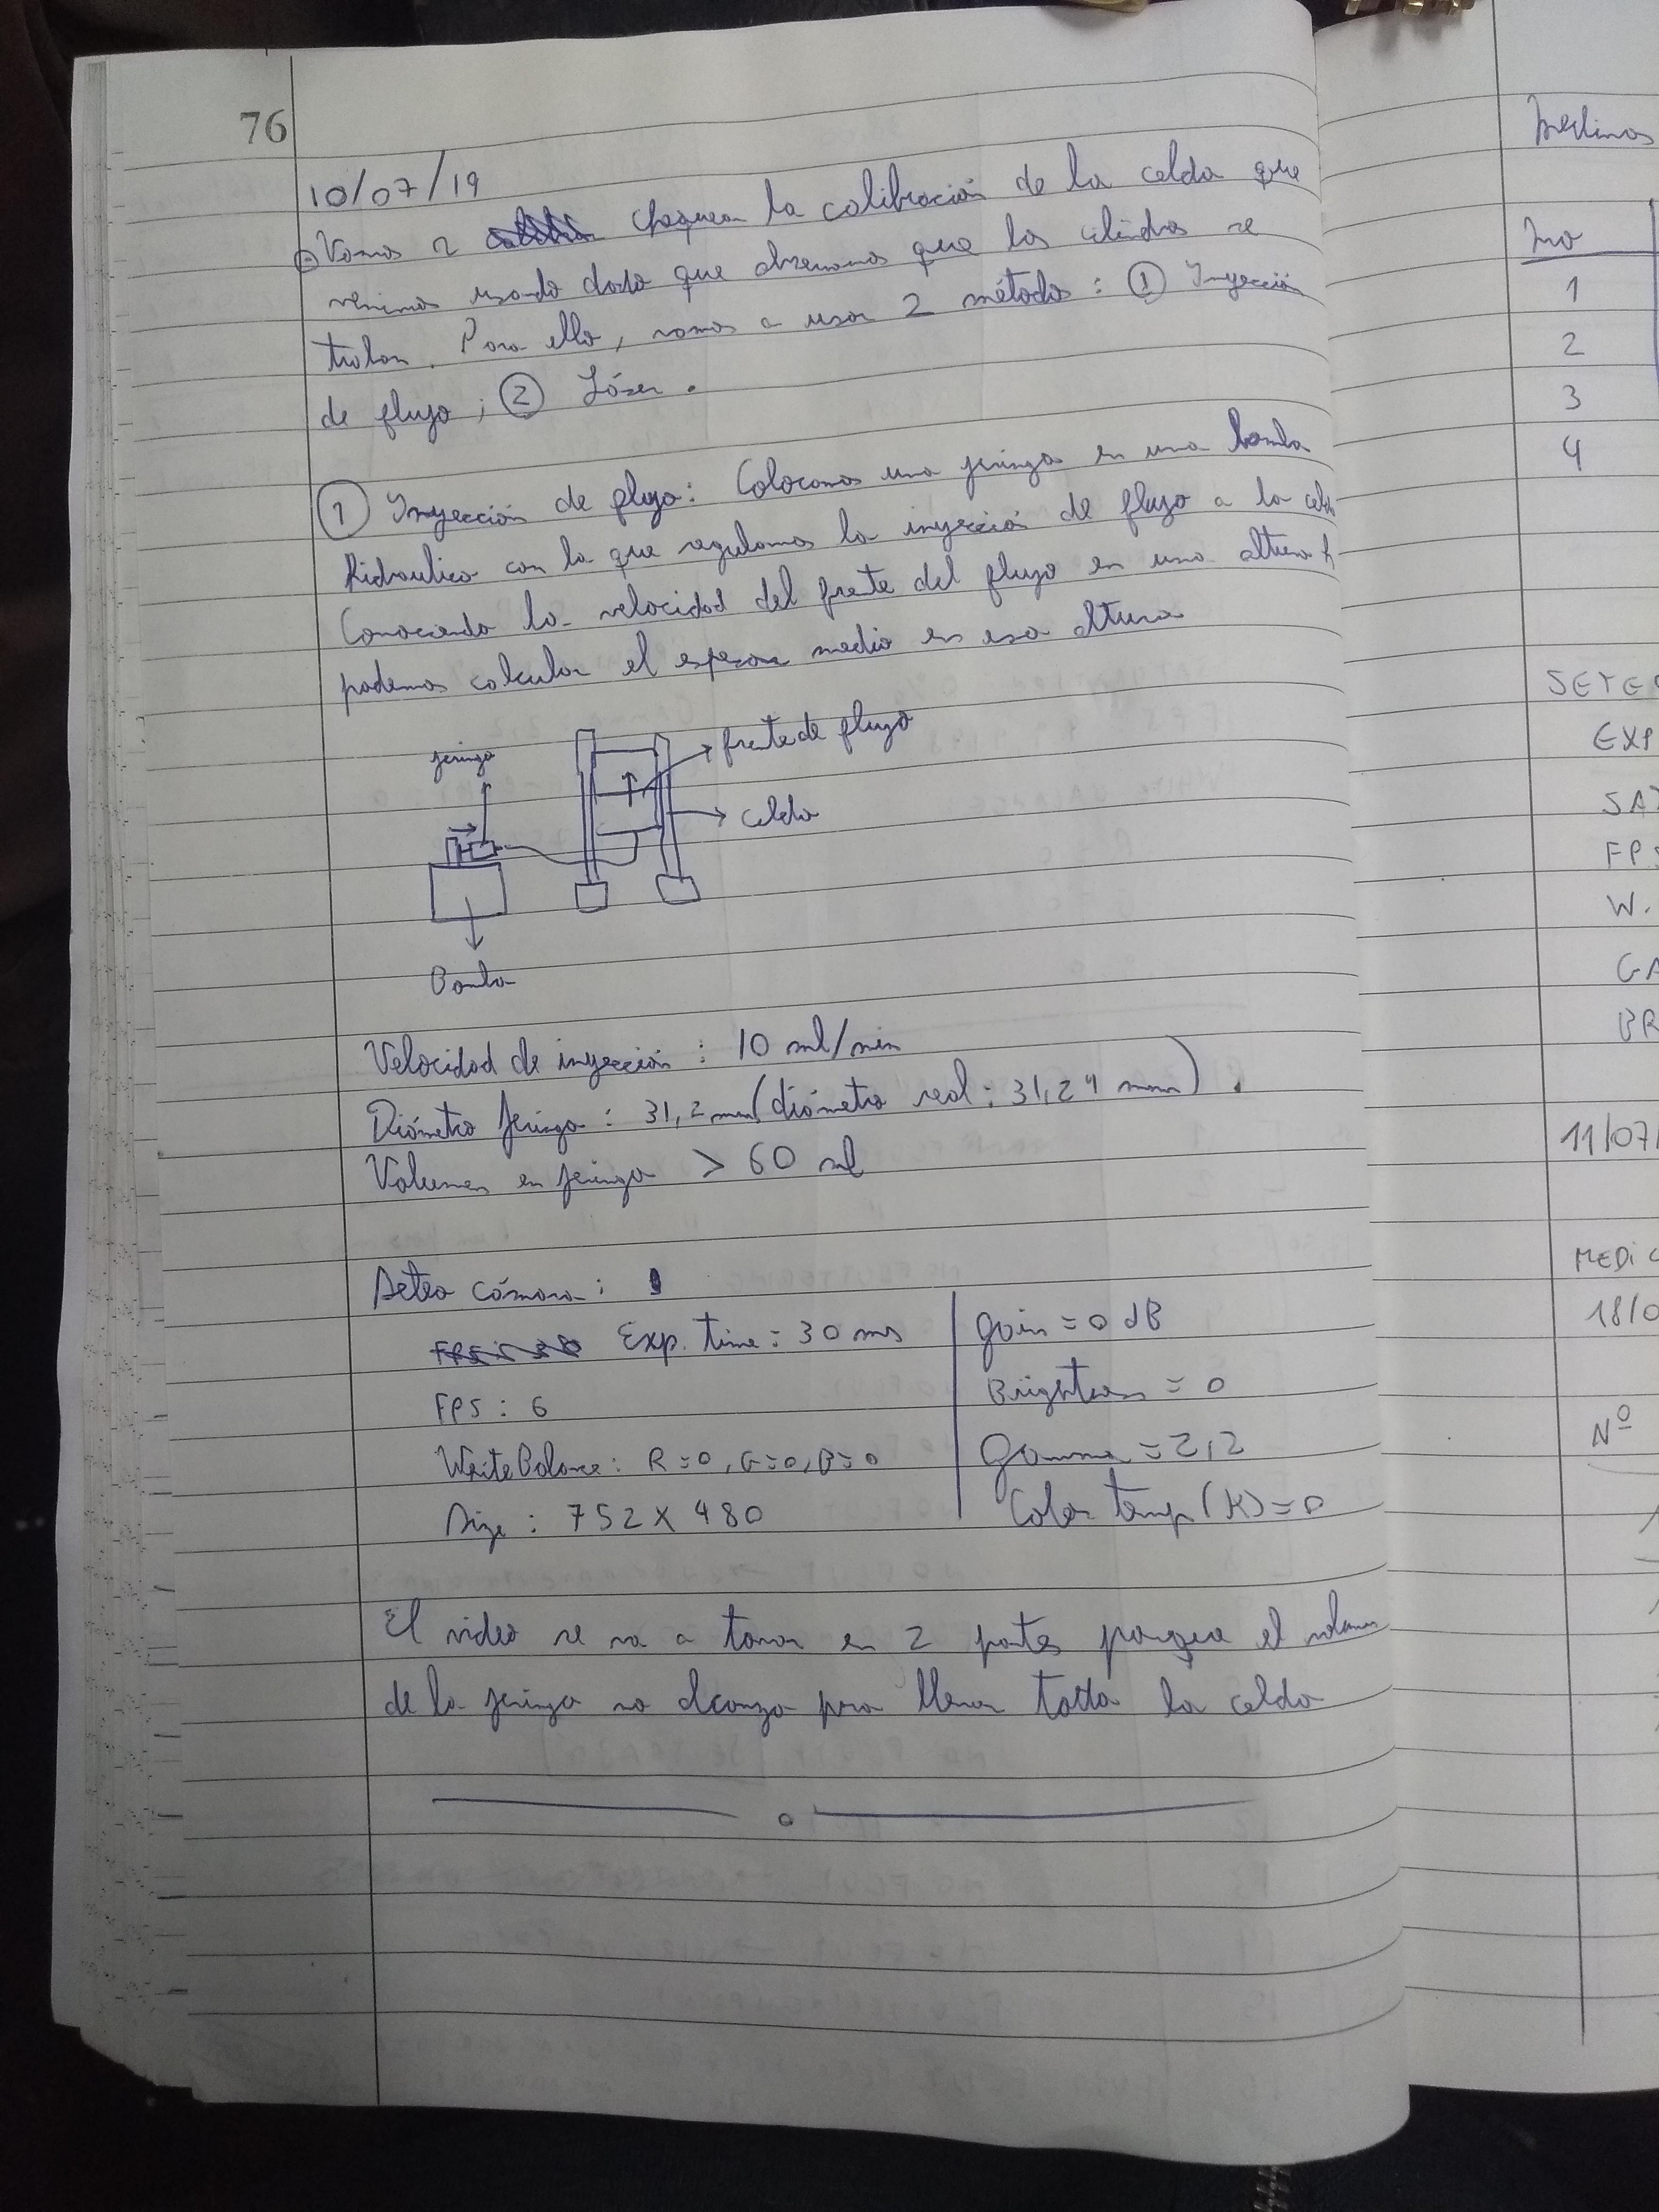 76
10/07/19
Vamos a chequear la calibración de la celda que
venimos usando dado que observamos que los cilindros se
traban. Para ello, vamos a usar 2 métodos: ① Inyección
de flujo; ② Láser.
① Inyección de flujo: Colocamos una jeringa en una bomba
hidraulica con la que regulamos la inyección de flujo a la celda
Conociendo la velocidad del frente del flujo en una altura h
podemos calcular el espesor medio en esa altura
jeringa
frente de flujo
celda
Bomba
Velocidad de inyección: 10 ml/min
Diámetro jeringa: 31,2 mm (diámetro real: 31,24 mm).
Volumen en jeringa > 60 ml
Seteo cámara:
Exp. time: 30 ms
FPS: 6
White Balance: R=0, G=0, B=0
Size: 752 x 480
gain = 0 dB
Brightness = 0
Gamma = 2,2
Color temp (K) = 0
El video se va a tomar en 2 partes porque el volumen
de la jeringa no alcanza para llenar toda la celda
1
2
3
4
SETEO
EXP
SAT
FPS
W.
GA
BR
11/07/
MEDIC
18/0
Nº